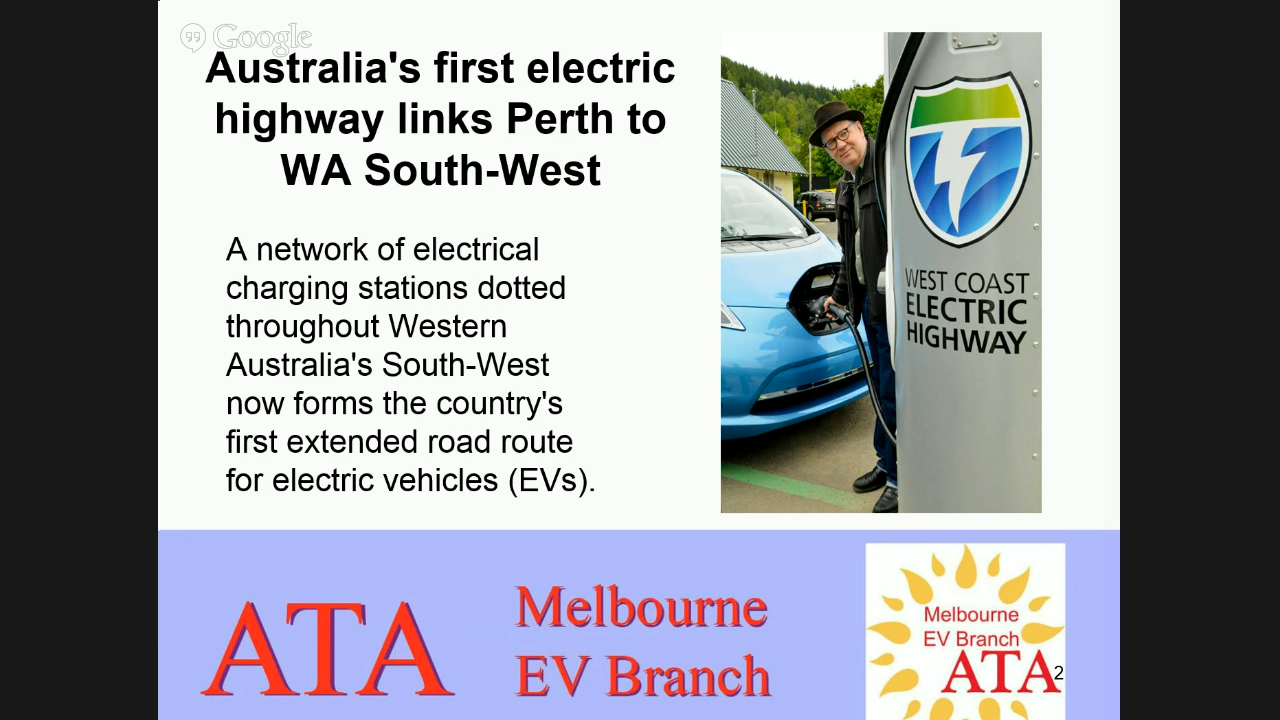 Google
Australia's first electric
highway links Perth to
WA South-West
A network of electrical
charging stations dotted
throughout Western
Australia's South-West
now forms the country's
first extended road route
for electric vehicles (EVs).
WEST COAST
ELECTRIC
HIGHWAY
ATA
Melbourne
EV Branch
Melbourne
EV Branch
ATA
2